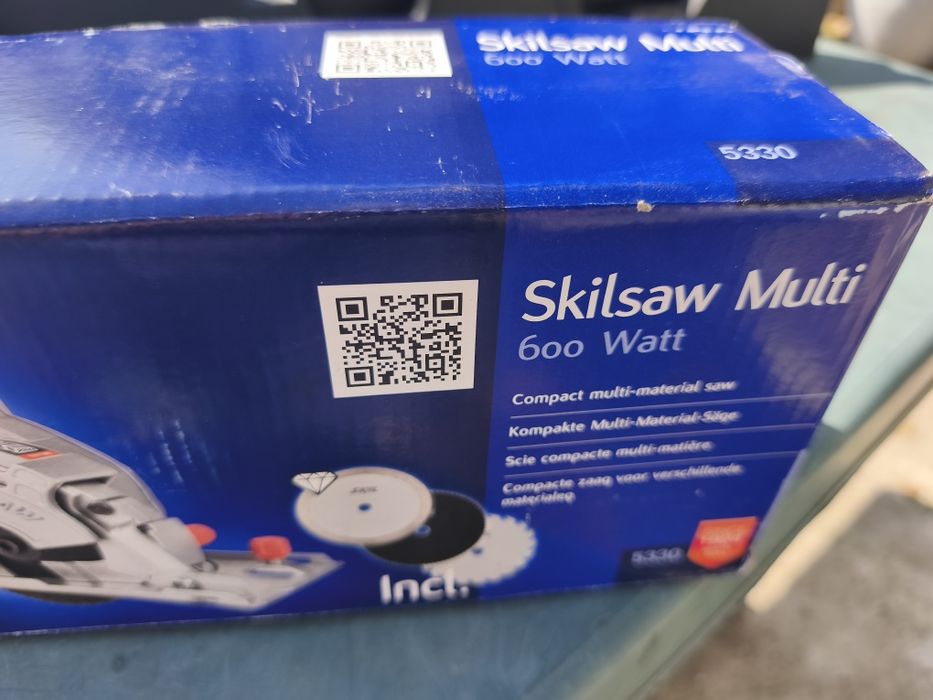 Skilsaw Multi
600 Watt
5330
Skilsaw Multi
600 Watt
Compact multi-material saw
Kompakte Multi-Material-Säge
Scie compacte multi-matière
Compacte zaag voor verschillende
materialen
Incl.
5330